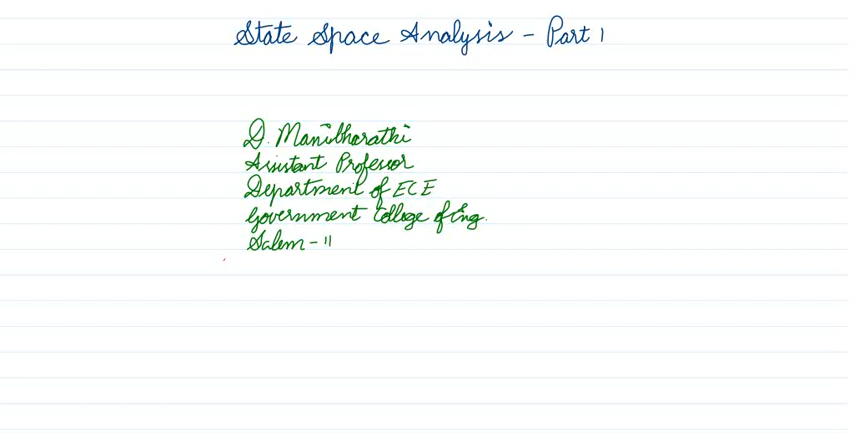 State Space Analysis - Part 1
D. Manibharathi
Assistant Professor
Department of ECE
Government College of Eng.
Salem - 11